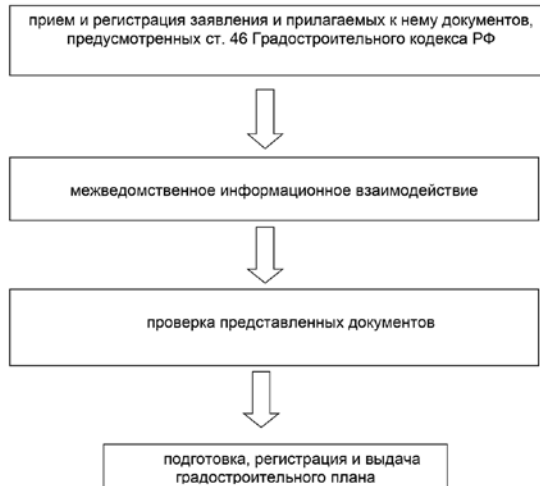 прием и регистрация заявления и прилагаемых к нему документов,
предусмотренных ст. 46 Градостроительного кодекса РФ
межведомственное информационное взаимодействие
проверка представленных документов
подготовка, регистрация и выдача
градостроительного плана